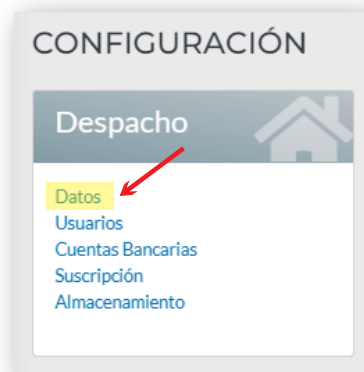 CONFIGURACIÓN
Despacho
Datos
Usuarios
Cuentas Bancarias
Suscripción
Almacenamiento